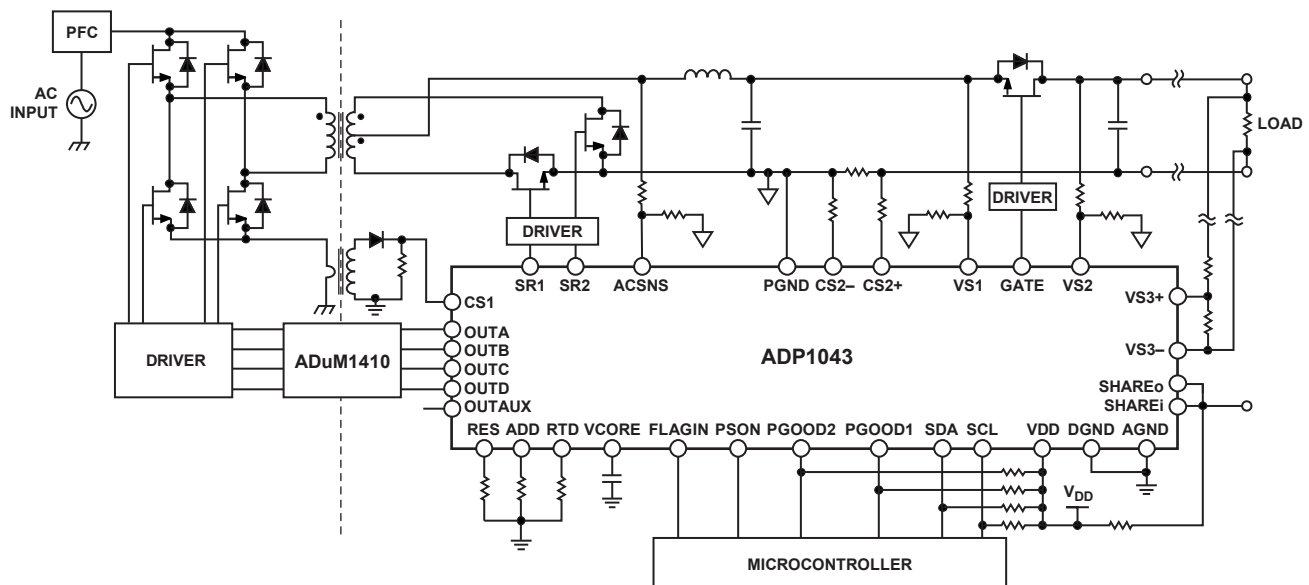 PFC
AC
INPUT
LOAD
DRIVER
DRIVER
SR1 SR2 ACSNS PGND CS2– CS2+ VS1 GATE VS2
CS1
VS3+
OUTA
OUTB
OUTC
OUTD
OUTAUX
DRIVER
ADuM1410
ADP1043
VS3–
SHAREo
SHAREi
RES ADD RTD VCORE FLAGIN PSON PGOOD2 PGOOD1 SDA SCL VDD DGND AGND
VDD
MICROCONTROLLER